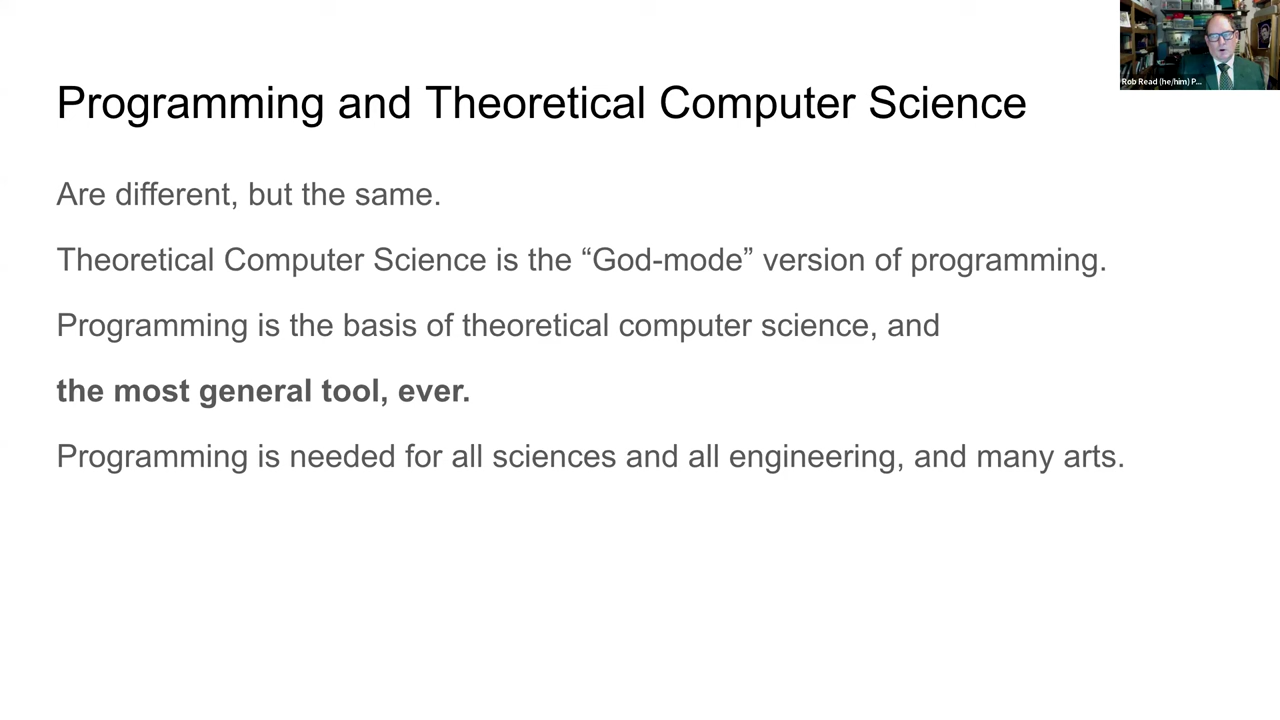 Rob Read (he/him) P...
Programming and Theoretical Computer Science
Are different, but the same.
Theoretical Computer Science is the “God-mode” version of programming.
Programming is the basis of theoretical computer science, and
the most general tool, ever.
Programming is needed for all sciences and all engineering, and many arts.